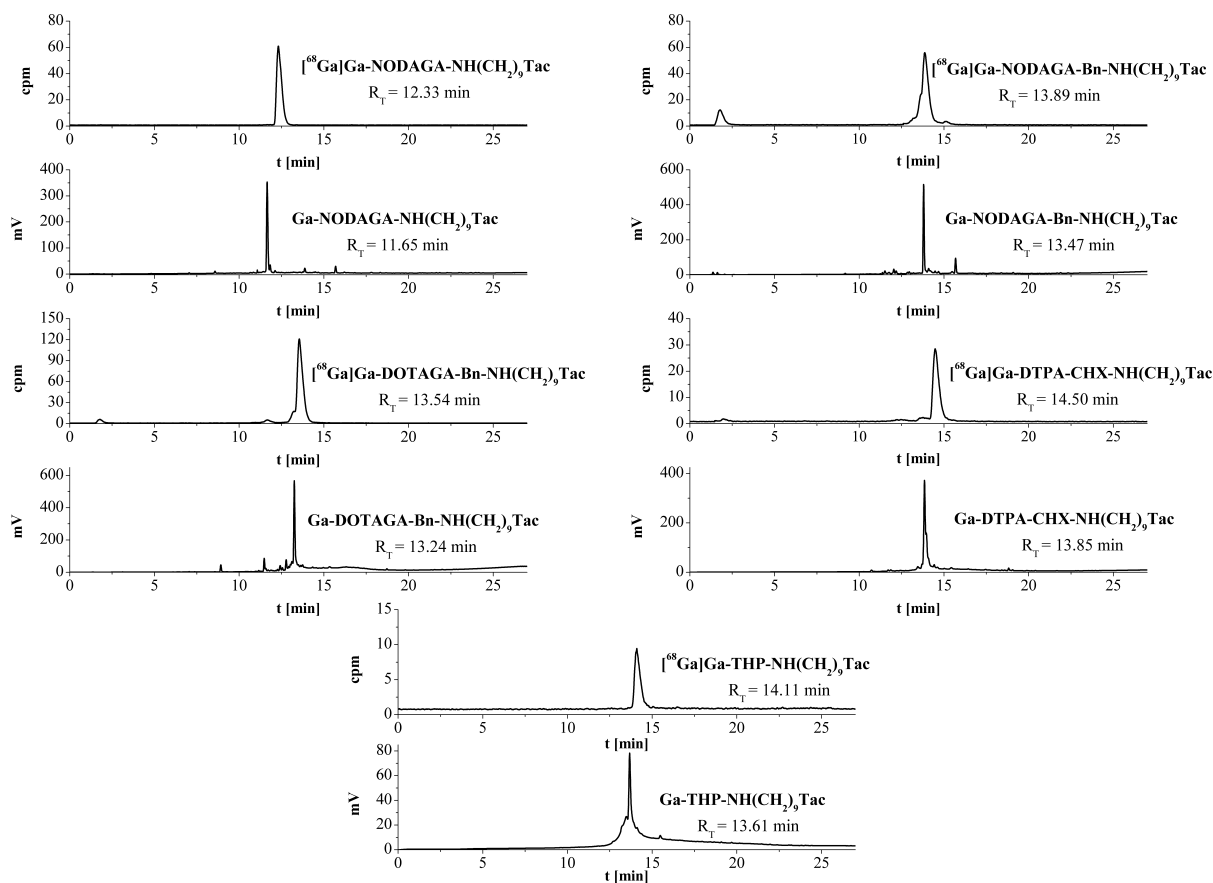 80
60
40
20
0
cpm
[⁶⁸Ga]Ga-NODAGA-NH(CH₂)₉Tac
R_T = 12.33 min
0 5 10 15 20 25
t [min]
80
60
40
20
0
cpm
[⁶⁸Ga]Ga-NODAGA-Bn-NH(CH₂)₉Tac
R_T = 13.89 min
0 5 10 15 20 25
t [min]
400
300
200
100
0
mV
Ga-NODAGA-NH(CH₂)₉Tac
R_T = 11.65 min
0 5 10 15 20 25
t [min]
600
400
200
0
mV
Ga-NODAGA-Bn-NH(CH₂)₉Tac
R_T = 13.47 min
0 5 10 15 20 25
t [min]
150
120
90
60
30
0
cpm
[⁶⁸Ga]Ga-DOTAGA-Bn-NH(CH₂)₉Tac
R_T = 13.54 min
0 5 10 15 20 25
t [min]
40
30
20
10
0
cpm
[⁶⁸Ga]Ga-DTPA-CHX-NH(CH₂)₉Tac
R_T = 14.50 min
0 5 10 15 20 25
t [min]
600
400
200
0
mV
Ga-DOTAGA-Bn-NH(CH₂)₉Tac
R_T = 13.24 min
0 5 10 15 20 25
t [min]
400
200
0
mV
Ga-DTPA-CHX-NH(CH₂)₉Tac
R_T = 13.85 min
0 5 10 15 20 25
t [min]
15
10
5
0
cpm
[⁶⁸Ga]Ga-THP-NH(CH₂)₉Tac
R_T = 14.11 min
0 5 10 15 20 25
t [min]
80
60
40
20
0
mV
Ga-THP-NH(CH₂)₉Tac
R_T = 13.61 min
0 5 10 15 20 25
t [min]